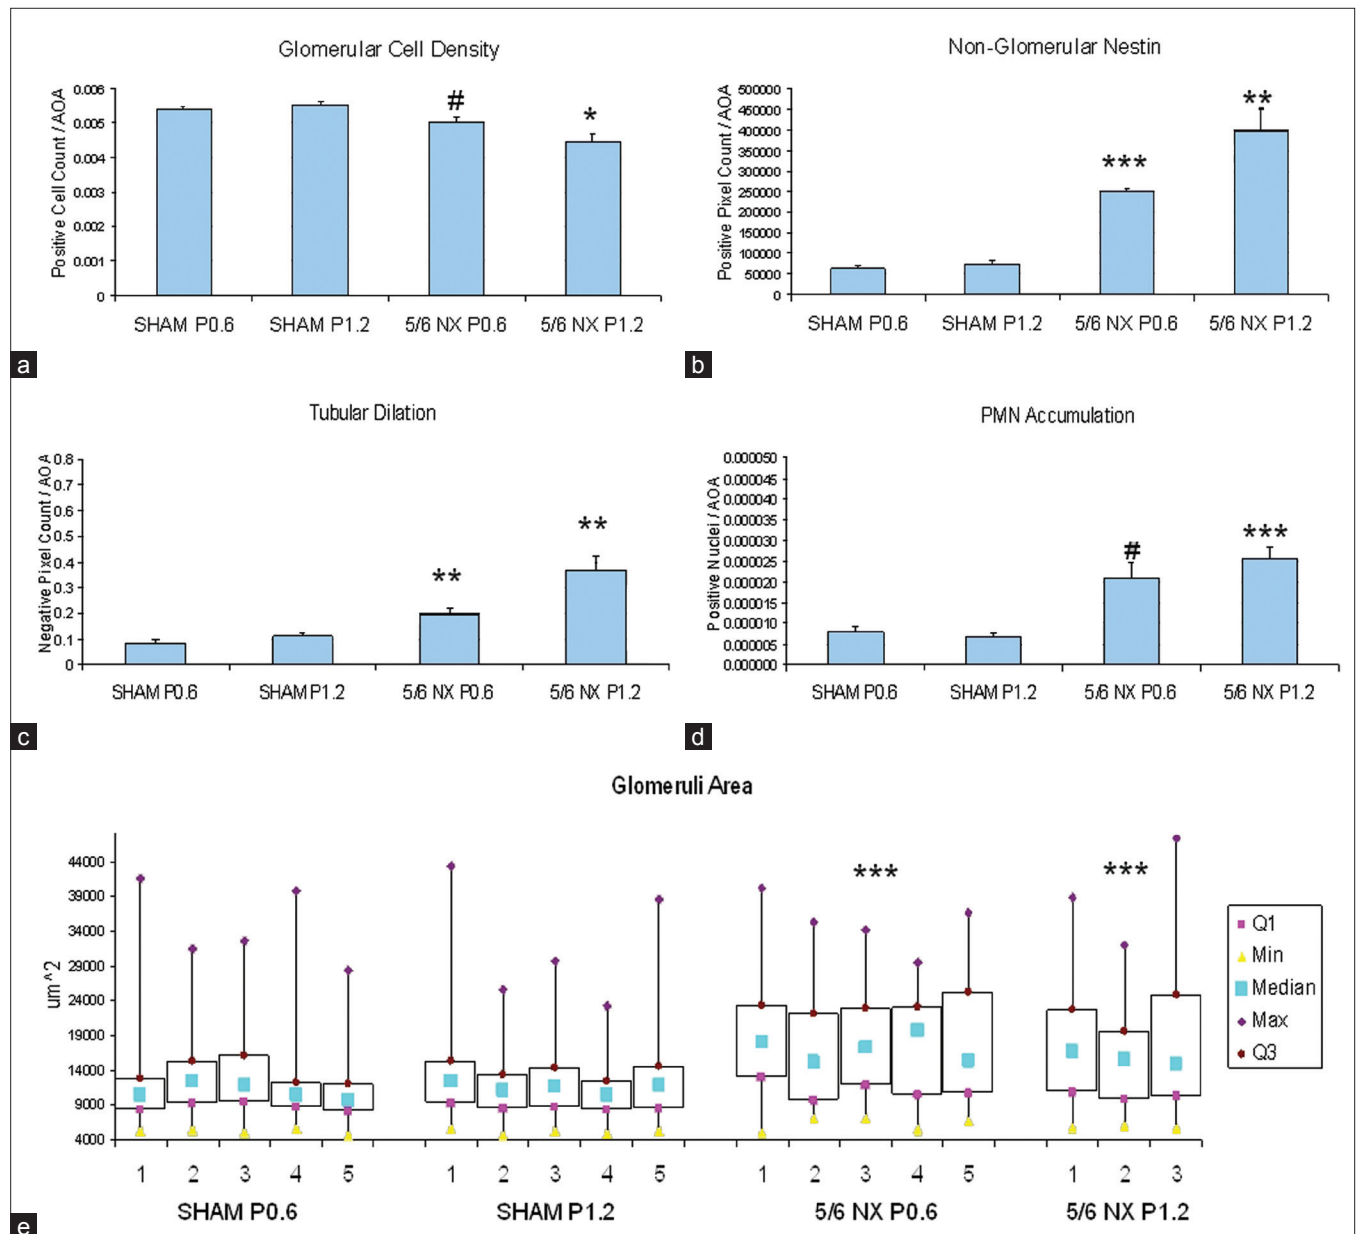 Glomerular Cell Density
Positive Cell Count / AOA
0.006
0.005
0.004
0.003
0.002
0.001
0
#
*
SHAM P0.6 SHAM P1.2 5/6 NX P0.6 5/6 NX P1.2
a
Non-Glomerular Nestin
Positive Pixel Count / AOA
500000
450000
400000
350000
300000
250000
200000
150000
100000
50000
0
***
**
SHAM P0.6 SHAM P1.2 5/6 NX P0.6 5/6 NX P1.2
b
Tubular Dilation
Negative Pixel Count / AOA
0.8
0.7
0.6
0.5
0.4
0.3
0.2
0.1
0
**
**
SHAM P0.6 SHAM P1.2 5/6 NX P0.6 5/6 NX P1.2
c
PMN Accumulation
Positive Nuclei / AOA
0.000050
0.000045
0.000040
0.000035
0.000030
0.000025
0.000020
0.000015
0.000010
0.000005
0.000000
#
***
SHAM P0.6 SHAM P1.2 5/6 NX P0.6 5/6 NX P1.2
d
Glomeruli Area
um^2
44000
39000
34000
29000
24000
19000
14000
9000
4000
***
***
Q1
Min
Median
Max
Q3
1 2 3 4 5 1 2 3 4 5 1 2 3 4 5 1 2 3
SHAM P0.6 SHAM P1.2 5/6 NX P0.6 5/6 NX P1.2
e